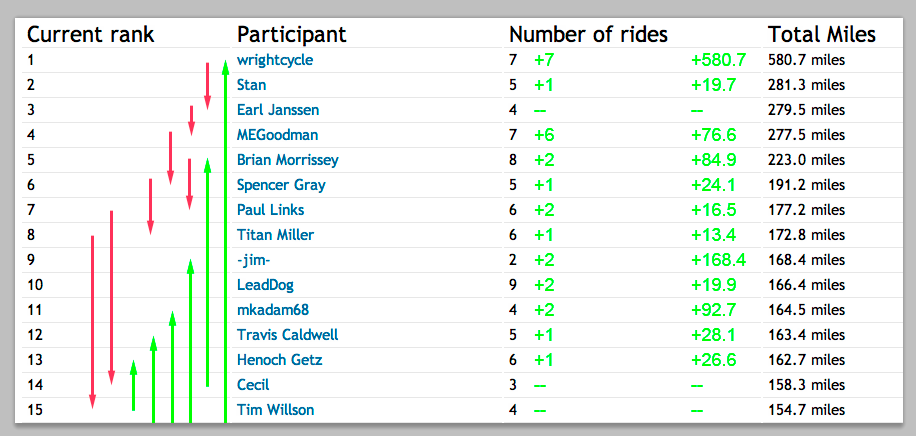 Current rank Participant Number of rides Total Miles
1 wrightcycle 7 +7 +580.7 580.7 miles
2 Stan 5 +1 +19.7 281.3 miles
3 Earl Janssen 4 -- -- 279.5 miles
4 MEGoodman 7 +6 +76.6 277.5 miles
5 Brian Morrissey 8 +2 +84.9 223.0 miles
6 Spencer Gray 5 +1 +24.1 191.2 miles
7 Paul Links 6 +2 +16.5 177.2 miles
8 Titan Miller 6 +1 +13.4 172.8 miles
9 -jim- 2 +2 +168.4 168.4 miles
10 LeadDog 9 +2 +19.9 166.4 miles
11 mkadam68 4 +2 +92.7 164.5 miles
12 Travis Caldwell 5 +1 +28.1 163.4 miles
13 Henoch Getz 6 +1 +26.6 162.7 miles
14 Cecil 3 -- -- 158.3 miles
15 Tim Willson 4 -- -- 154.7 miles